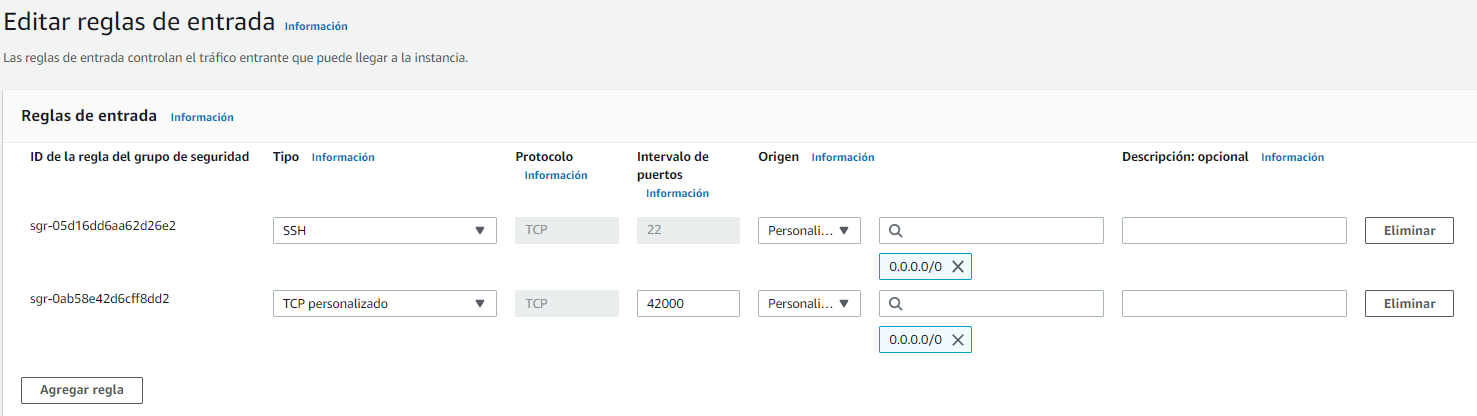 Editar reglas de entrada Información
Las reglas de entrada controlan el tráfico entrante que puede llegar a la instancia.
Reglas de entrada Información
ID de la regla del grupo de seguridad Tipo Información Protocolo Información Intervalo de puertos Información Origen Información Descripción: opcional Información
sgr-05d16dd6aa62d26e2 SSH TCP 22 Personali... Eliminar
0.0.0.0/0
sgr-0ab58e42d6cff8dd2 TCP personalizado TCP 42000 Personali... Eliminar
0.0.0.0/0
Agregar regla